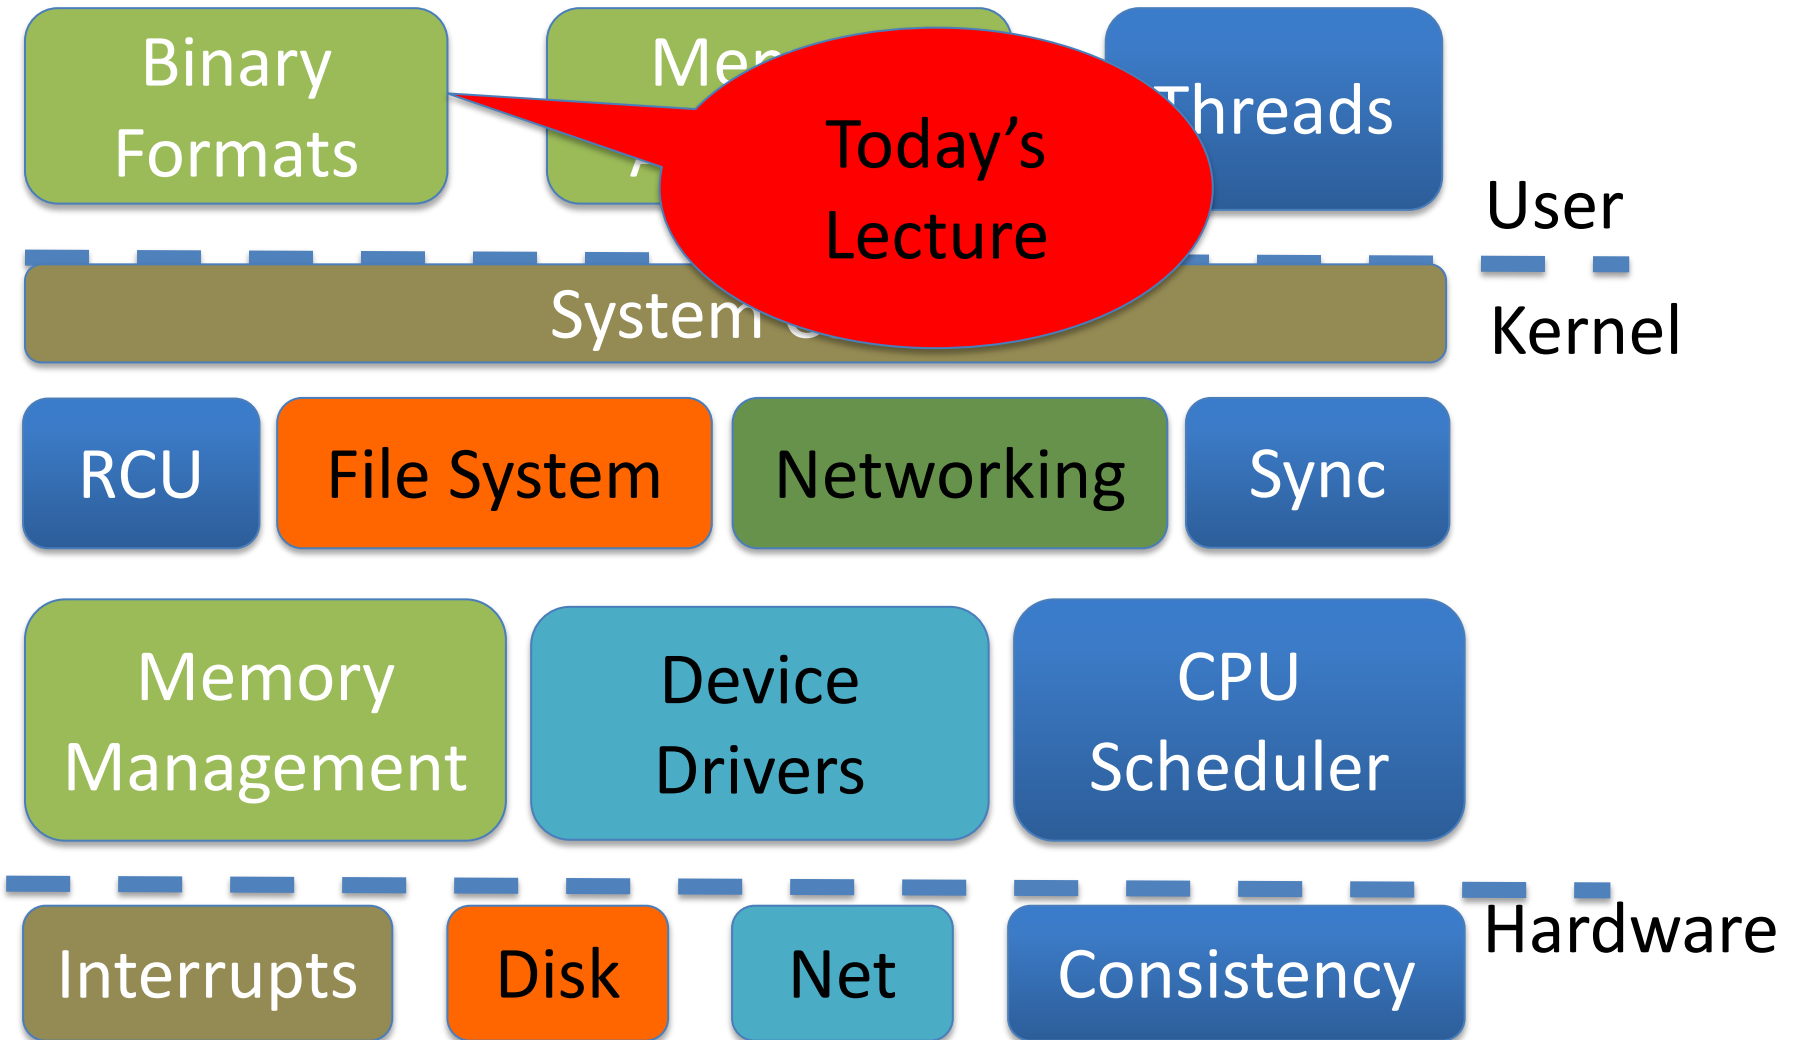 Binary
Formats
Threads
Today's
Lecture
User
System
Kernel
RCU
File System
Networking
Sync
Memory
Management
Device
Drivers
CPU
Scheduler
Hardware
Interrupts
Disk
Net
Consistency